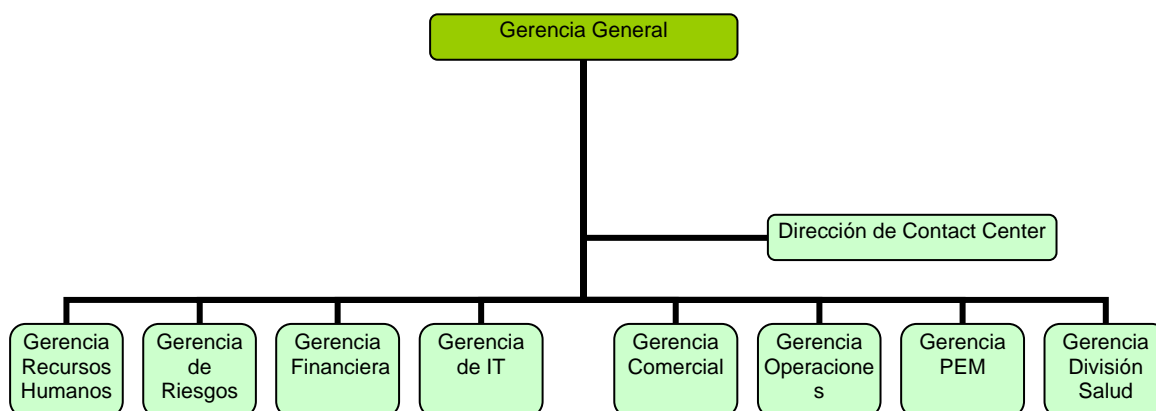 Gerencia General
Dirección de Contact Center
Gerencia
Recursos
Humanos
Gerencia
de
Riesgos
Gerencia
Financiera
Gerencia
de IT
Gerencia
Comercial
Gerencia
Operacione
s
Gerencia
PEM
Gerencia
División
Salud